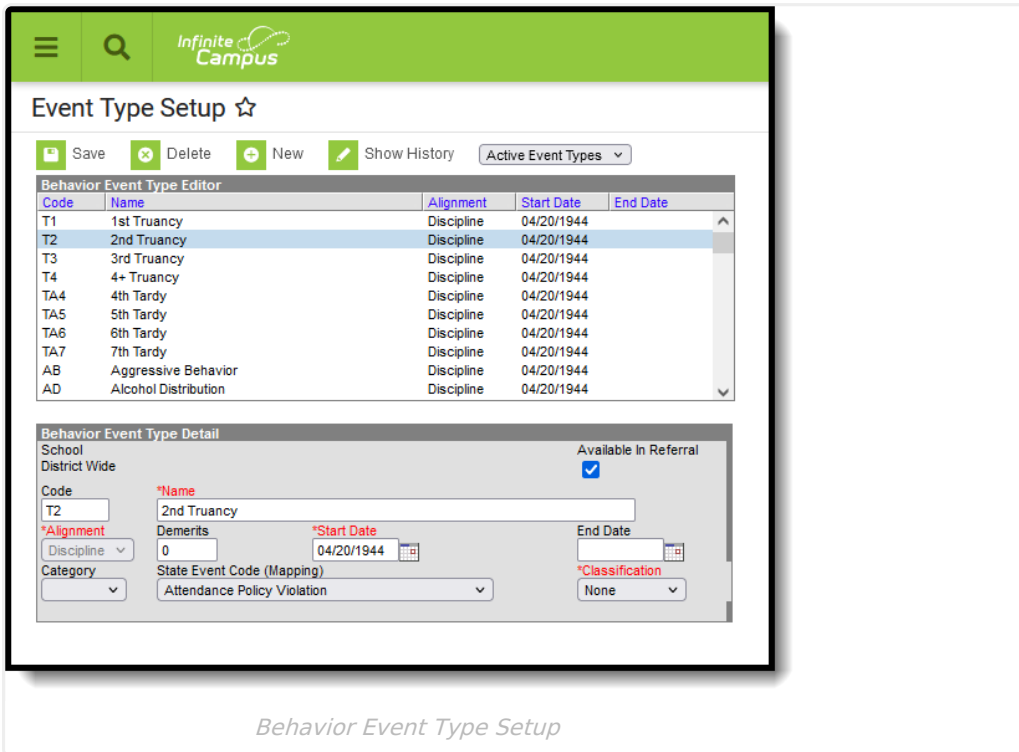 Infinite
Campus
Event Type Setup
Save Delete New Show History Active Event Types
Behavior Event Type Editor
Code Name Alignment Start Date End Date
T1 1st Truancy Discipline 04/20/1944
T2 2nd Truancy Discipline 04/20/1944
T3 3rd Truancy Discipline 04/20/1944
T4 4+ Truancy Discipline 04/20/1944
TA4 4th Tardy Discipline 04/20/1944
TA5 5th Tardy Discipline 04/20/1944
TA6 6th Tardy Discipline 04/20/1944
TA7 7th Tardy Discipline 04/20/1944
AB Aggressive Behavior Discipline 04/20/1944
AD Alcohol Distribution Discipline 04/20/1944
Behavior Event Type Detail
School Available In Referral
District Wide
Code *Name
T2 2nd Truancy
*Alignment Demerits *Start Date End Date
Discipline 0 04/20/1944
Category State Event Code (Mapping) *Classification
Attendance Policy Violation None
Behavior Event Type Setup